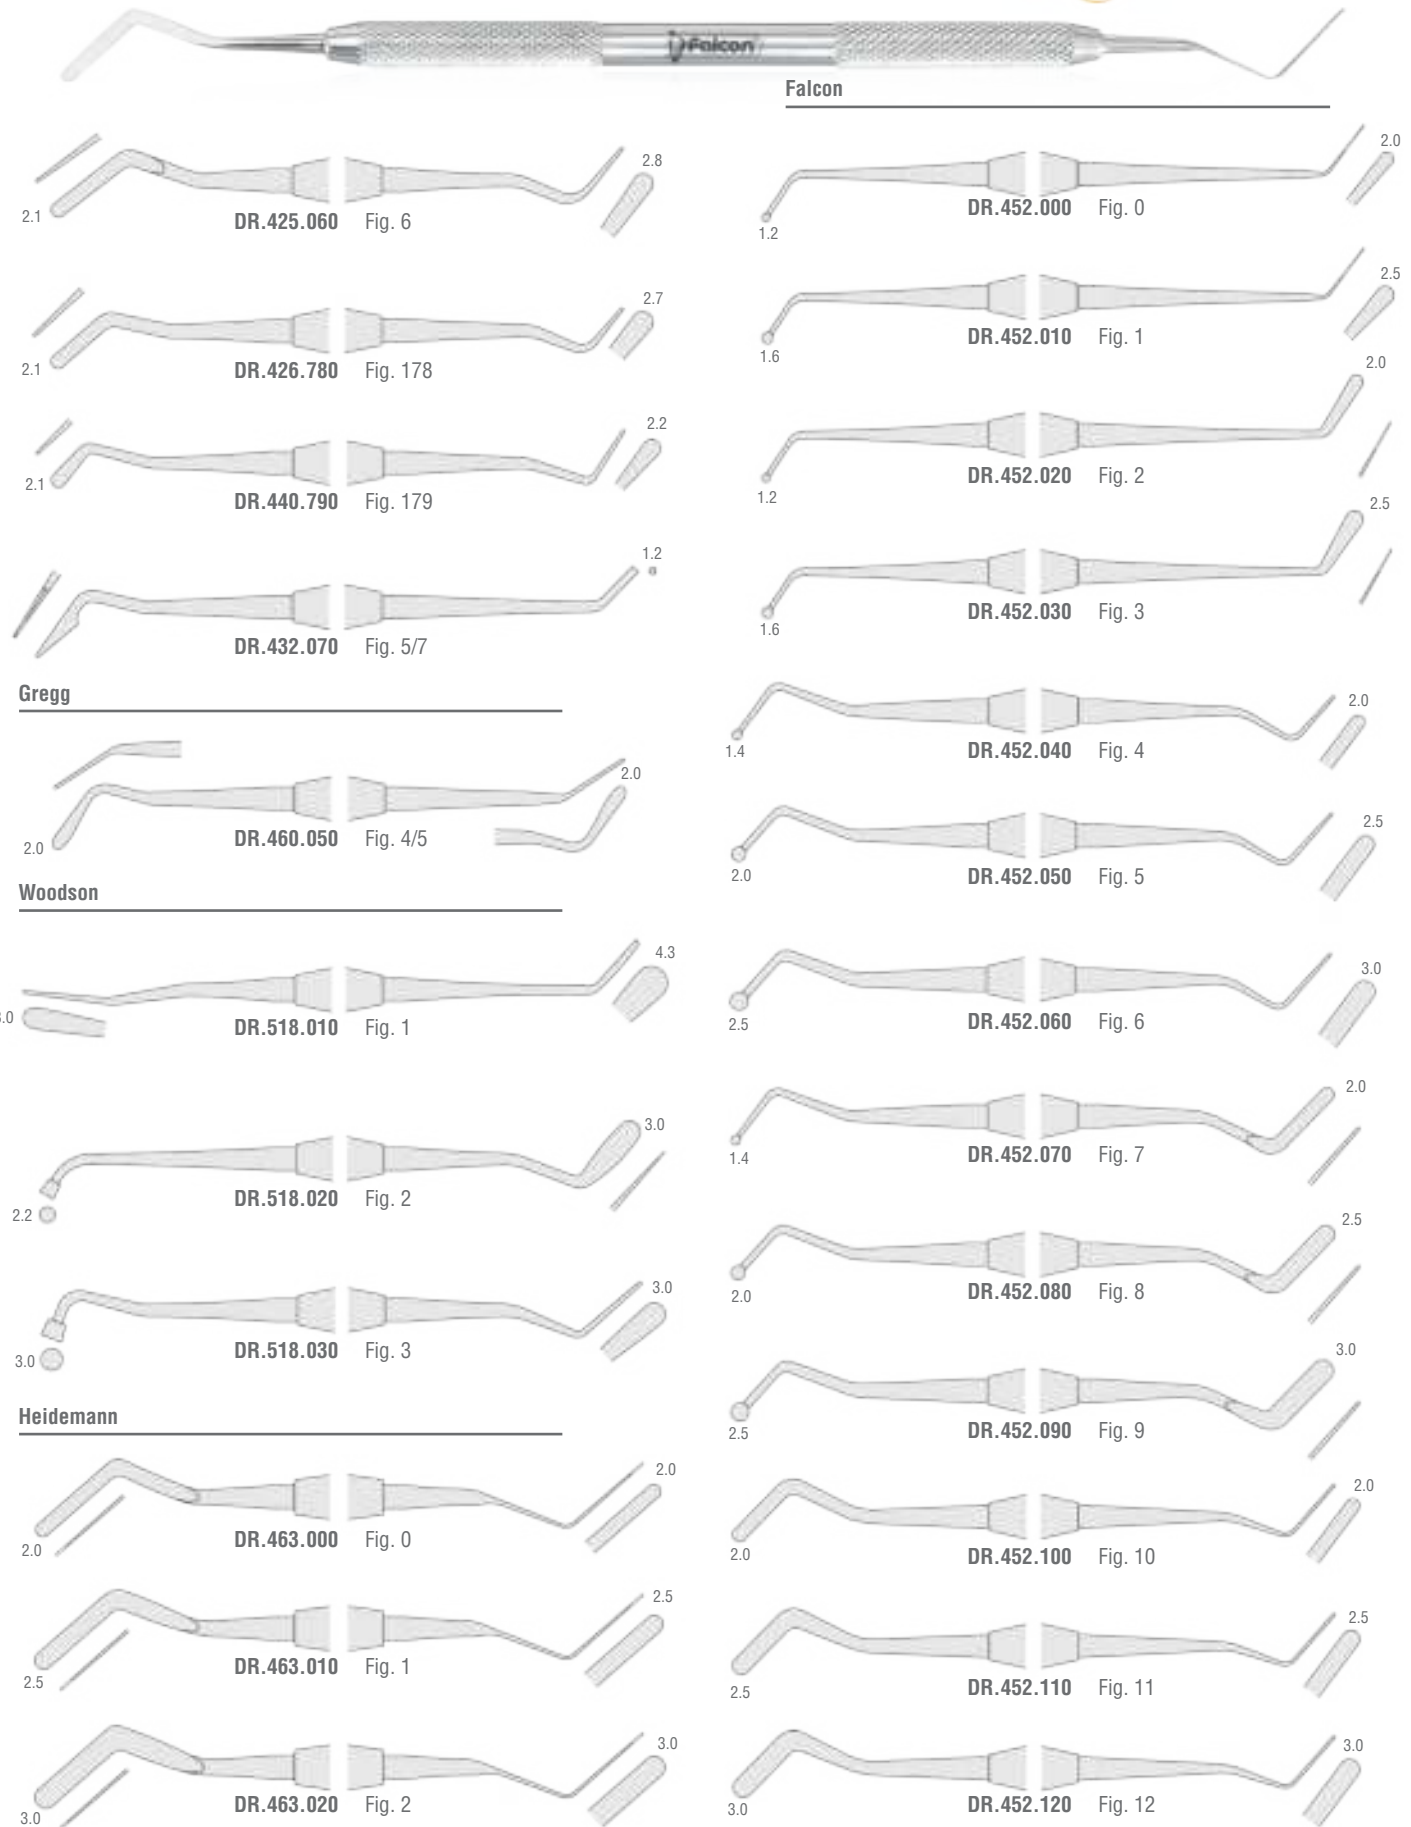 Falcon
2.1
2.8
DR.425.060 Fig. 6
2.1
2.7
DR.426.780 Fig. 178
2.1
2.2
DR.440.790 Fig. 179
1.2
DR.432.070 Fig. 5/7
Gregg
2.0
2.0
DR.460.050 Fig. 4/5
Woodson
4.3
3.0
DR.518.010 Fig. 1
3.0
2.2
DR.518.020 Fig. 2
3.0
3.0
DR.518.030 Fig. 3
Heidemann
2.0
2.0
DR.463.000 Fig. 0
2.5
2.5
DR.463.010 Fig. 1
3.0
3.0
DR.463.020 Fig. 2
Falcon
2.0
1.2
DR.452.000 Fig. 0
2.5
1.6
DR.452.010 Fig. 1
2.0
1.2
DR.452.020 Fig. 2
2.5
1.6
DR.452.030 Fig. 3
2.0
1.4
DR.452.040 Fig. 4
2.5
2.0
DR.452.050 Fig. 5
3.0
2.5
DR.452.060 Fig. 6
2.0
1.4
DR.452.070 Fig. 7
2.5
2.0
DR.452.080 Fig. 8
3.0
2.5
DR.452.090 Fig. 9
2.0
2.0
DR.452.100 Fig. 10
2.5
2.5
DR.452.110 Fig. 11
3.0
3.0
DR.452.120 Fig. 12